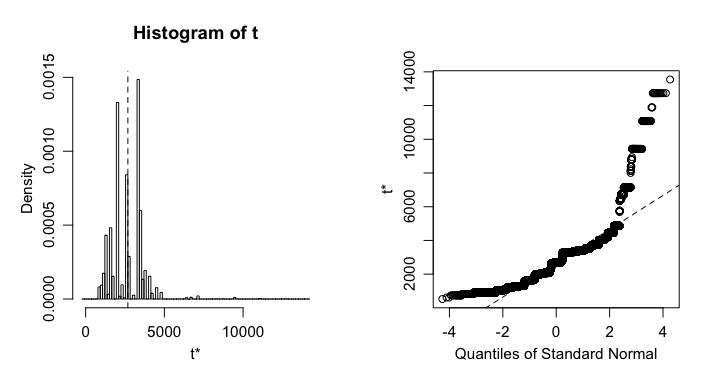 Histogram of t
Density
0.0000 0.0005 0.0010 0.0015
0 5000 10000
t*
t*
2000 6000 10000 14000
-4 -2 0 2 4
Quantiles of Standard Normal